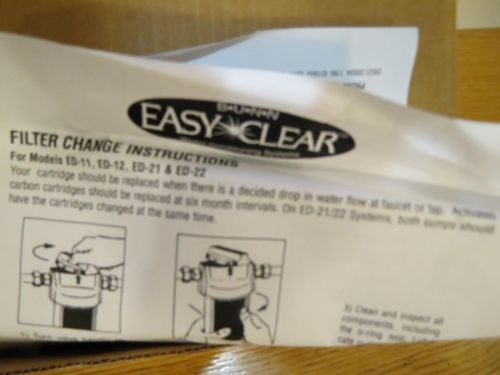 B•U•N•N
EASY CLEAR
FILTER CHANGE INSTRUCTIONS
For Models ED-11, ED-12, ED-21 & ED-22
Your cartridge should be replaced when there is a decided drop in water flow at faucet or tap. Activated
carbon cartridges should be replaced at six month intervals. On ED-21/22 Systems, both sumps should
have the cartridges changed at the same time.
3) Clean and inspect all
components including
the o-ring seal.
1) Turn